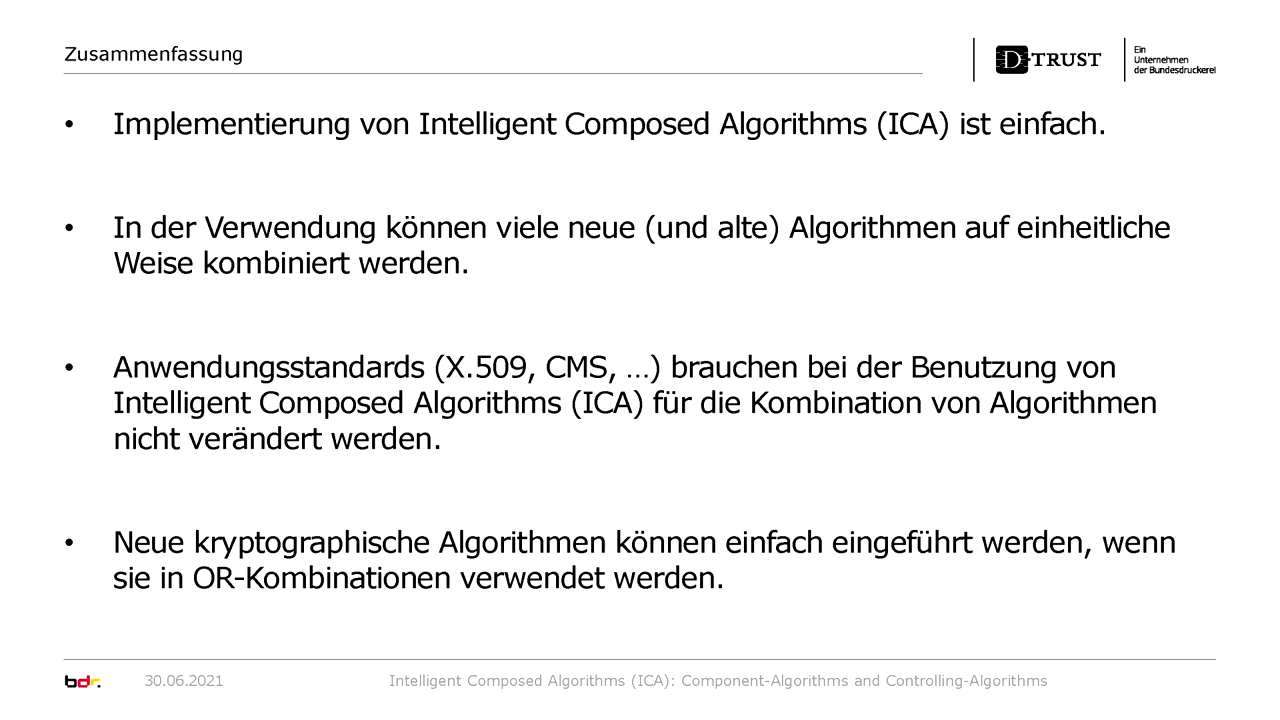 Zusammenfassung
D-TRUST
Ein
Unternehmen
der Bundesdruckerei
• Implementierung von Intelligent Composed Algorithms (ICA) ist einfach.
• In der Verwendung können viele neue (und alte) Algorithmen auf einheitliche
Weise kombiniert werden.
• Anwendungsstandards (X.509, CMS, …) brauchen bei der Benutzung von
Intelligent Composed Algorithms (ICA) für die Kombination von Algorithmen
nicht verändert werden.
• Neue kryptographische Algorithmen können einfach eingeführt werden, wenn
sie in OR-Kombinationen verwendet werden.
bdr. 30.06.2021 Intelligent Composed Algorithms (ICA): Component-Algorithms and Controlling-Algorithms